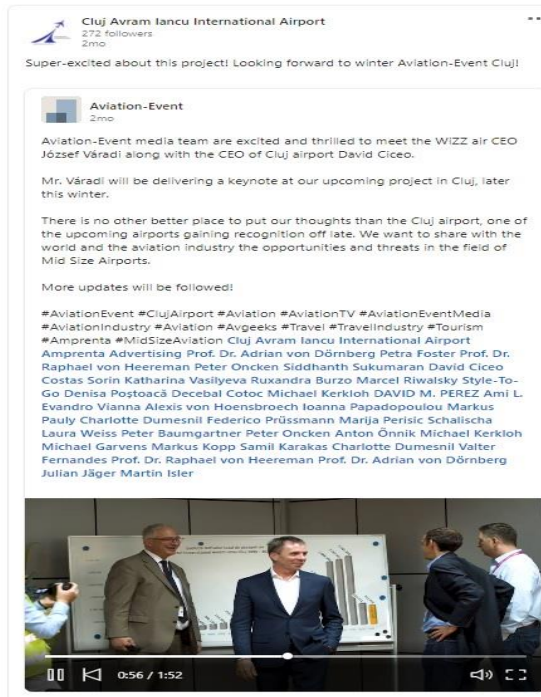 Cluj Avram Iancu International Airport
272 followers
2mo
Super-excited about this project! Looking forward to winter Aviation-Event Cluj!
Aviation-Event
2mo
Aviation-Event media team are excited and thrilled to meet the WiZZ air CEO
József Váradi along with the CEO of Cluj airport David Ciceo.
Mr. Váradi will be delivering a keynote at our upcoming project in Cluj, later
this winter.
There is no other better place to put our thoughts than the Cluj airport, one of
the upcoming airports gaining recognition off late. We want to share with the
world and the aviation industry the opportunities and threats in the field of
Mid Size Airports.
More updates will be followed!
#AviationEvent #ClujAirport #Aviation #AviationTV #AviationEventMedia
#AviationIndustry #Aviation #Avgeeks #Travel #TravelIndustry #Tourism
#Amprenta #MidSizeAviation Cluj Avram Iancu International Airport
Amprenta Advertising Prof. Dr. Adrian von Dörnberg Petra Foster Prof. Dr.
Raphael von Heereman Peter Oncken Siddhanth Sukumaran David Ciceo
Costas Sorin Katharina Vasilyeva Ruxandra Burzo Marcel Riwalsky Style-To-
Go Denisa Poștoacă Decebal Cotoc Michael Kerkloh DAVID M. PEREZ Ami L.
Evandro Vianna Alexis von Hoensbroech Ioanna Papadopoulou Markus
Pauly Charlotte Dumesnil Federico Prüssmann Marija Perisic Schalischa
Laura Weiss Peter Baumgartner Peter Oncken Anton Õnnik Michael Kerkloh
Michael Garvens Markus Kopp Samil Karakas Charlotte Dumesnil Valter
Fernandes Prof. Dr. Raphael von Heereman Prof. Dr. Adrian von Dörnberg
Julian Jäger Martin Isler
0:56 / 1:52